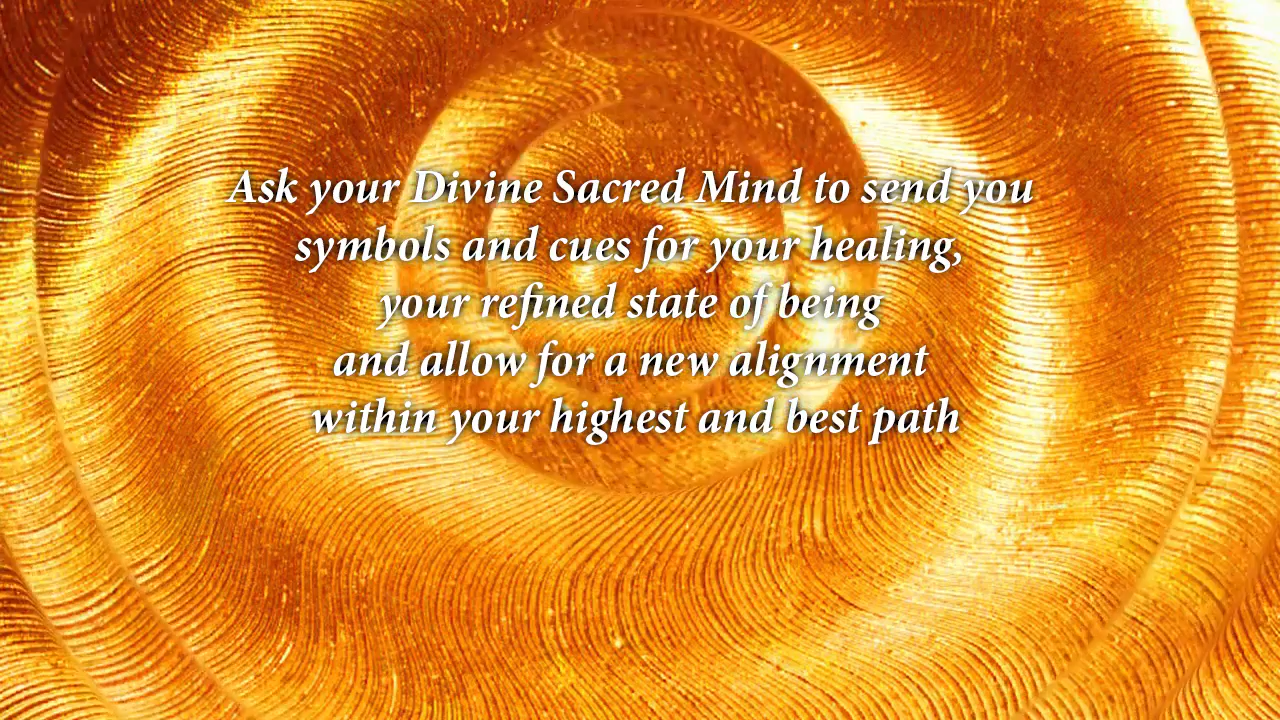 Ask your Divine Sacred Mind to send you
symbols and cues for your healing,
your refined state of being
and allow for a new alignment
within your highest and best path